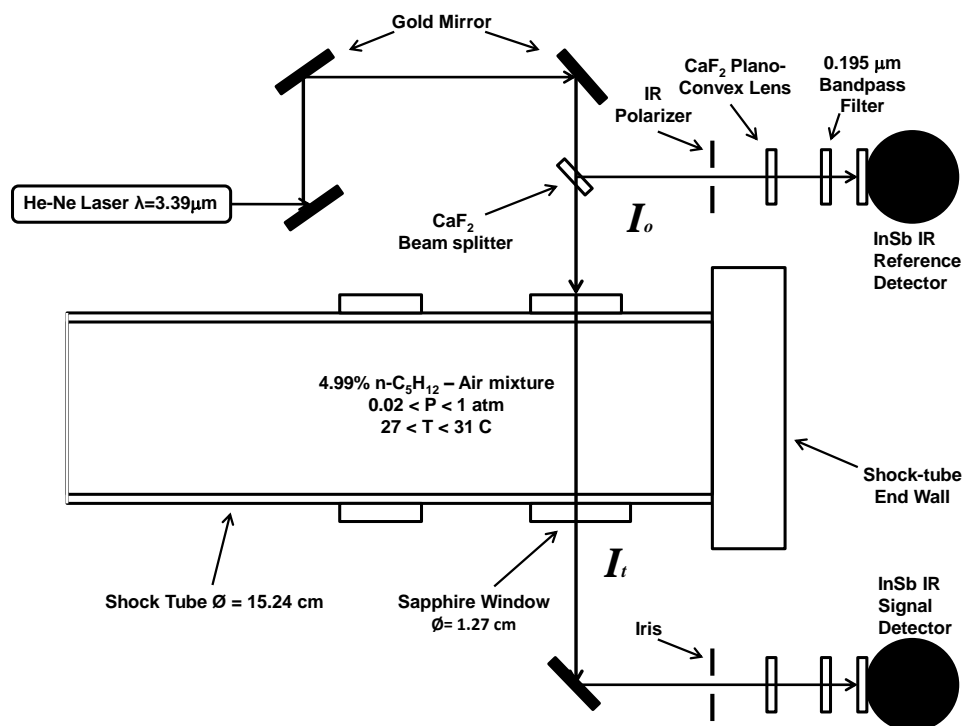 Gold Mirror
CaF2 Plano-
Convex Lens
0.195 μm
Bandpass
Filter
IR
Polarizer
He-Ne Laser λ=3.39μm
CaF2
Beam splitter
Io
InSb IR
Reference
Detector
4.99% n-C5H12 – Air mixture
0.02 < P < 1 atm
27 < T < 31 C
Shock-tube
End Wall
It
Shock Tube Ø = 15.24 cm
Sapphire Window
Ø= 1.27 cm
Iris
InSb IR
Signal
Detector